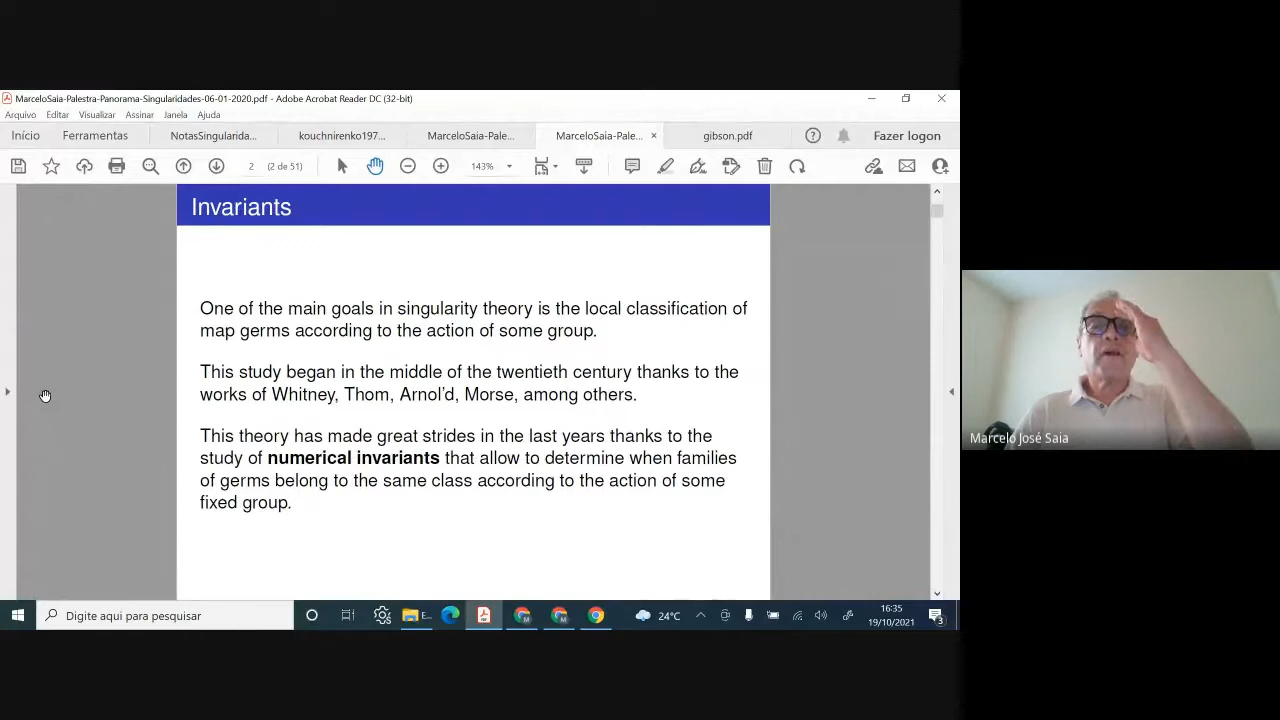 MarceloSaia-Palestra-Panorama-Singularidades-06-01-2020.pdf - Adobe Acrobat Reader DC (32-bit)
Arquivo Editar Visualizar Assinar Janela Ajuda
Início Ferramentas NotasSingularida... kouchnirenko197... MarceloSaia-Pale... MarceloSaia-Pale... × gibson.pdf Fazer logon
2 (2 de 51) 143%
Invariants
One of the main goals in singularity theory is the local classification of
map germs according to the action of some group.
This study began in the middle of the twentieth century thanks to the
works of Whitney, Thom, Arnol'd, Morse, among others.
This theory has made great strides in the last years thanks to the
study of numerical invariants that allow to determine when families
of germs belong to the same class according to the action of some
fixed group.
Marcelo José Saia
Digite aqui para pesquisar
E...
24°C
16:35
19/10/2021
3